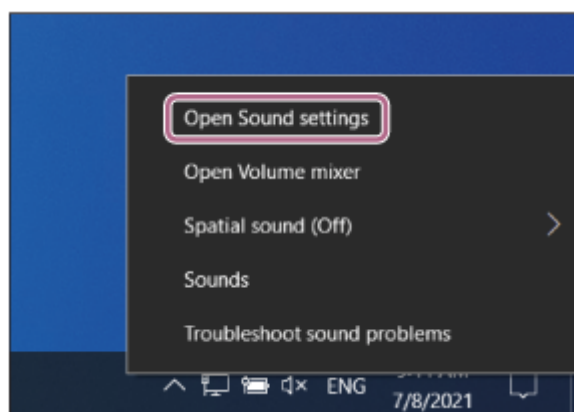 Open Sound settings
Open Volume mixer
Spatial sound (Off)
Sounds
Troubleshoot sound problems
ENG
7/8/2021